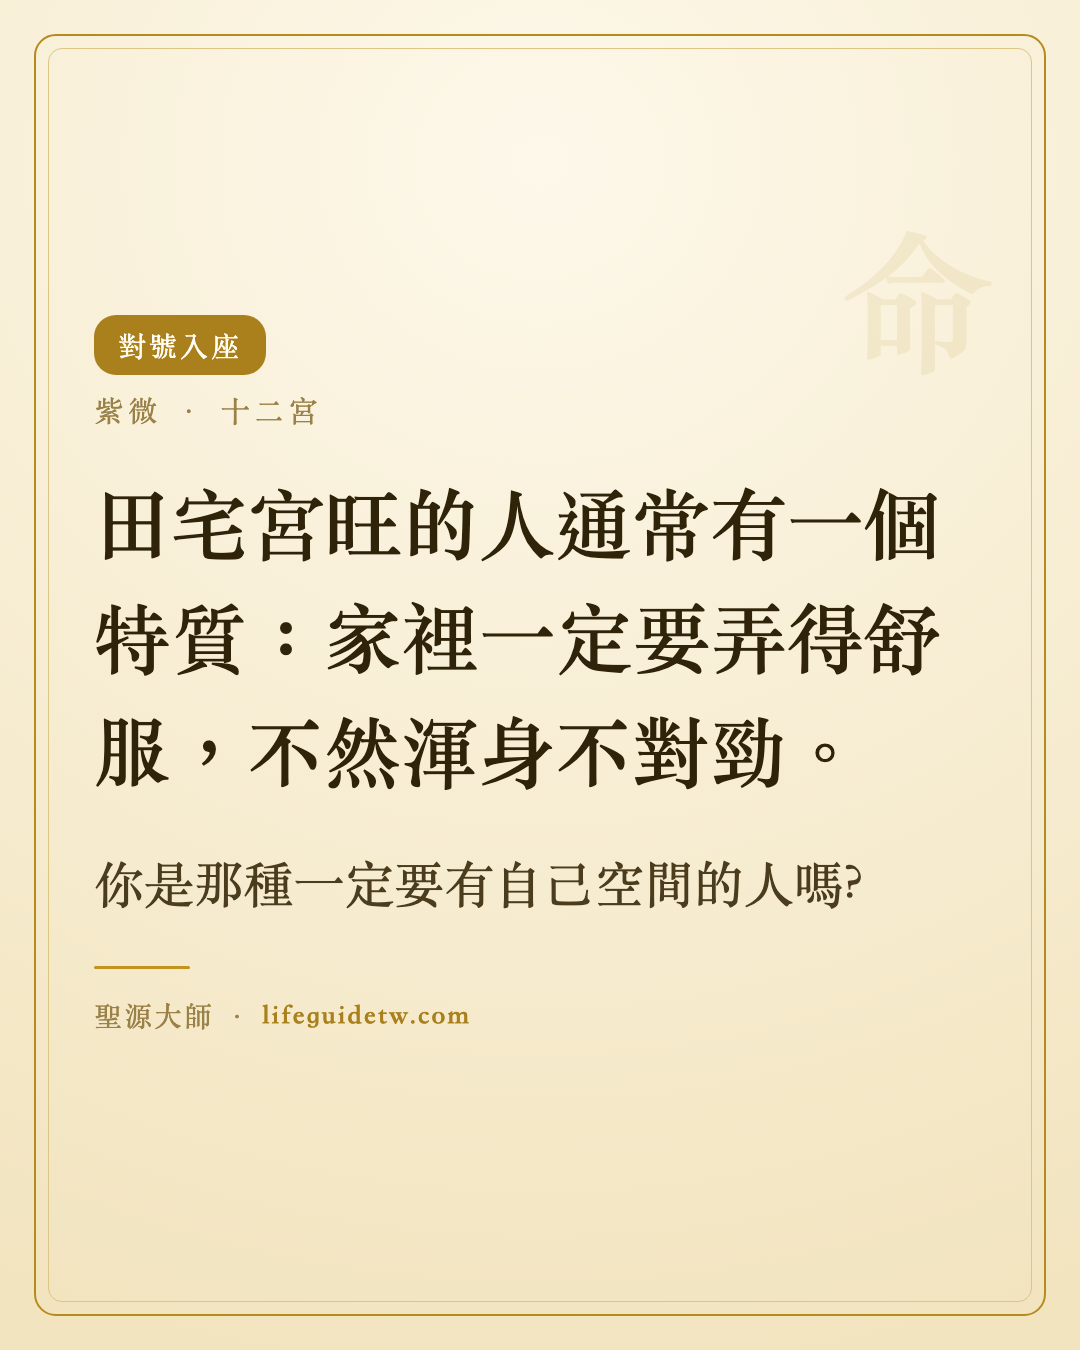 命
對號入座
紫微 · 十二宮
田宅宮旺的人通常有一個
特質：家裡一定要弄得舒
服，不然渾身不對勁。
你是那種一定要有自己空間的人嗎?
聖源大師 · lifeguidetw.com